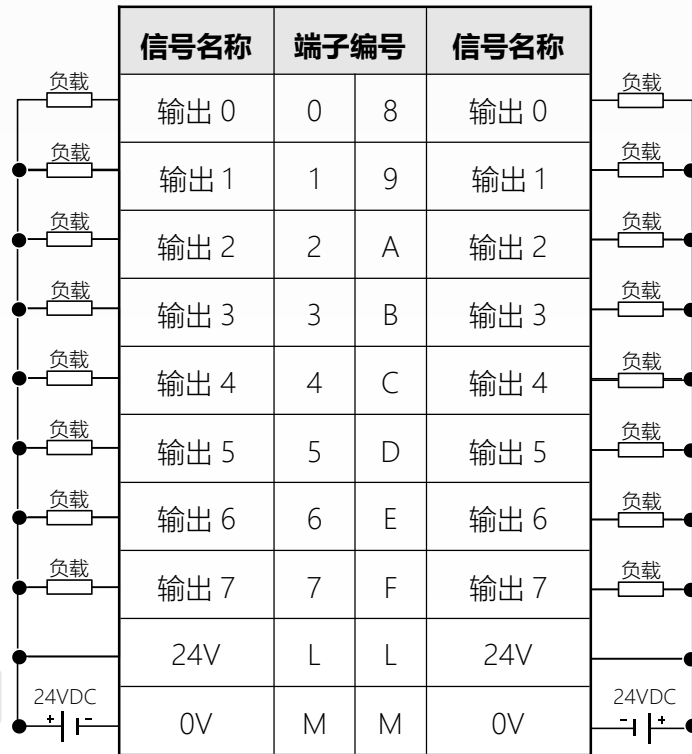 信号名称 端子编号 信号名称
负载 输出 0 0 8 输出 0 负载
负载 输出 1 1 9 输出 1 负载
负载 输出 2 2 A 输出 2 负载
负载 输出 3 3 B 输出 3 负载
负载 输出 4 4 C 输出 4 负载
负载 输出 5 5 D 输出 5 负载
负载 输出 6 6 E 输出 6 负载
负载 输出 7 7 F 输出 7 负载
24V L L 24V
24VDC 24VDC
+ - 0V M M 0V - +